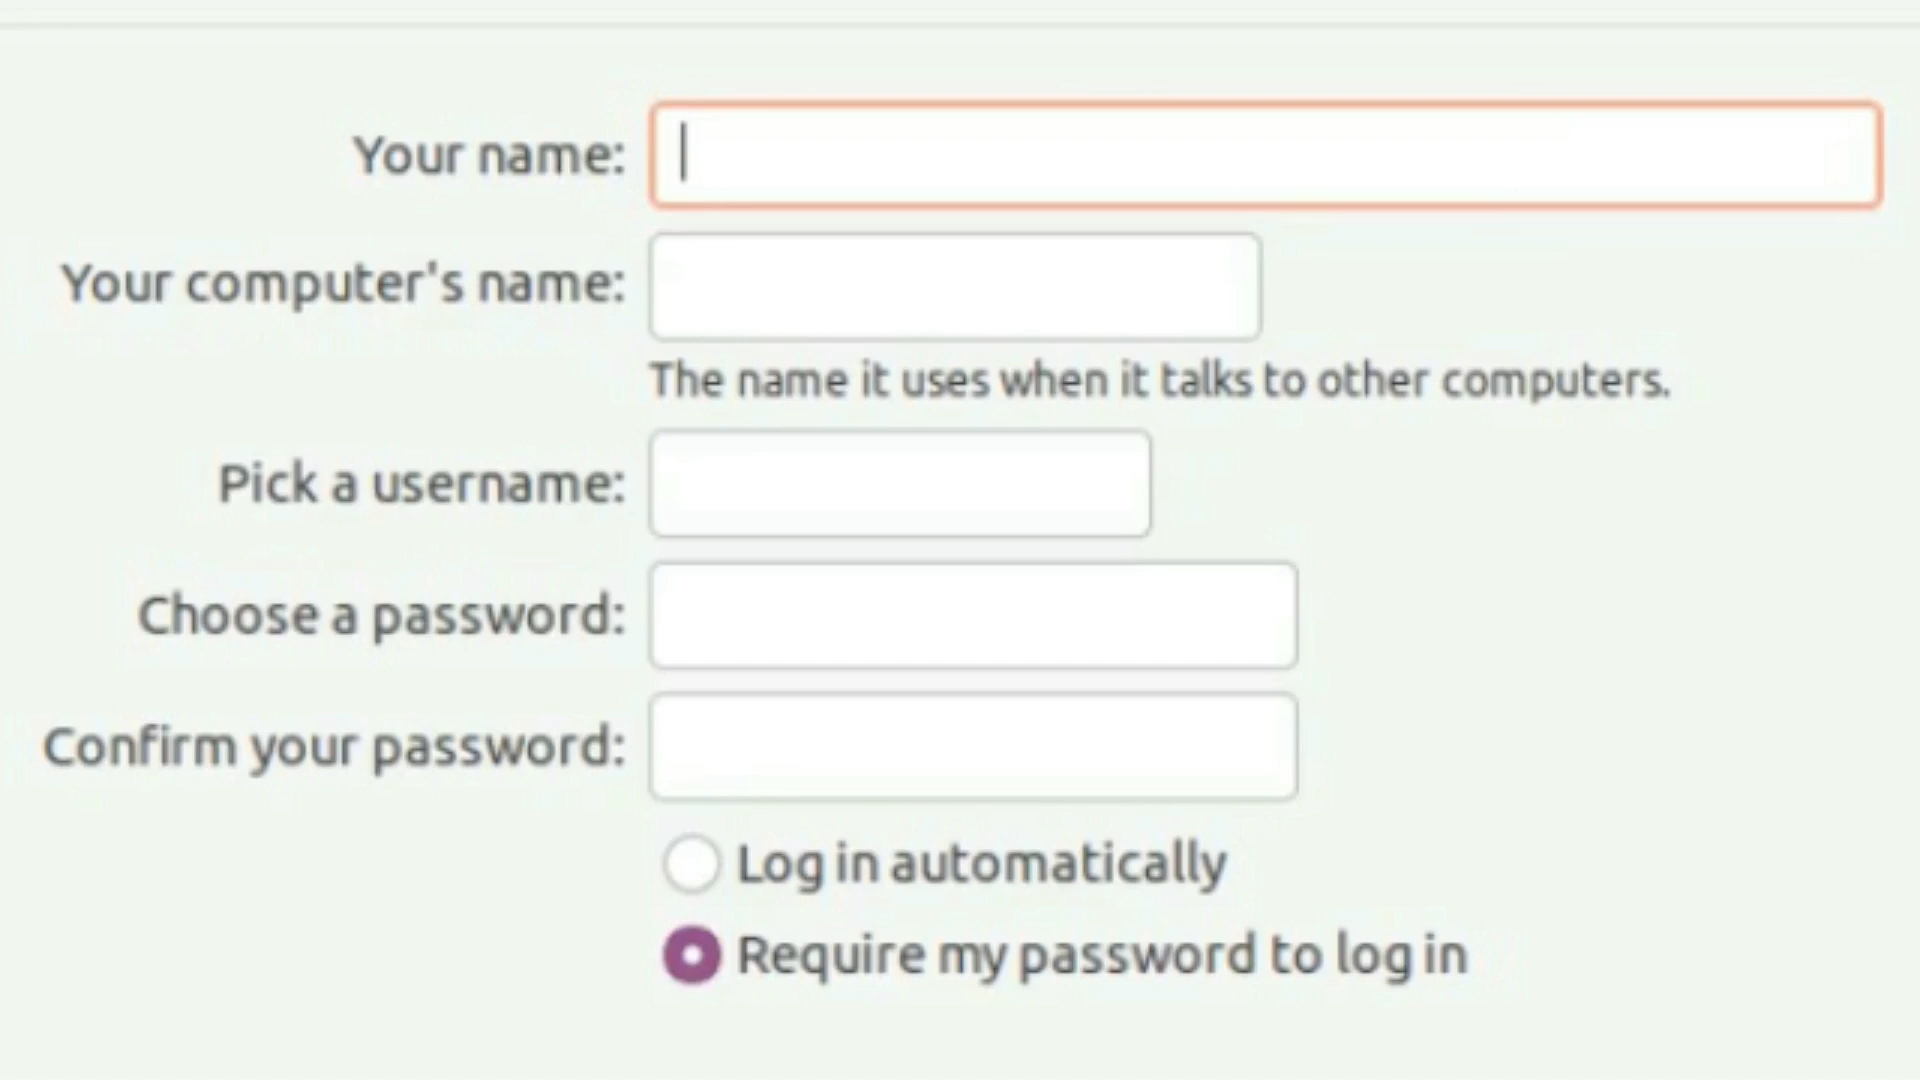 Your name:
Your computer's name:
The name it uses when it talks to other computers.
Pick a username:
Choose a password:
Confirm your password:
Log in automatically
Require my password to log in